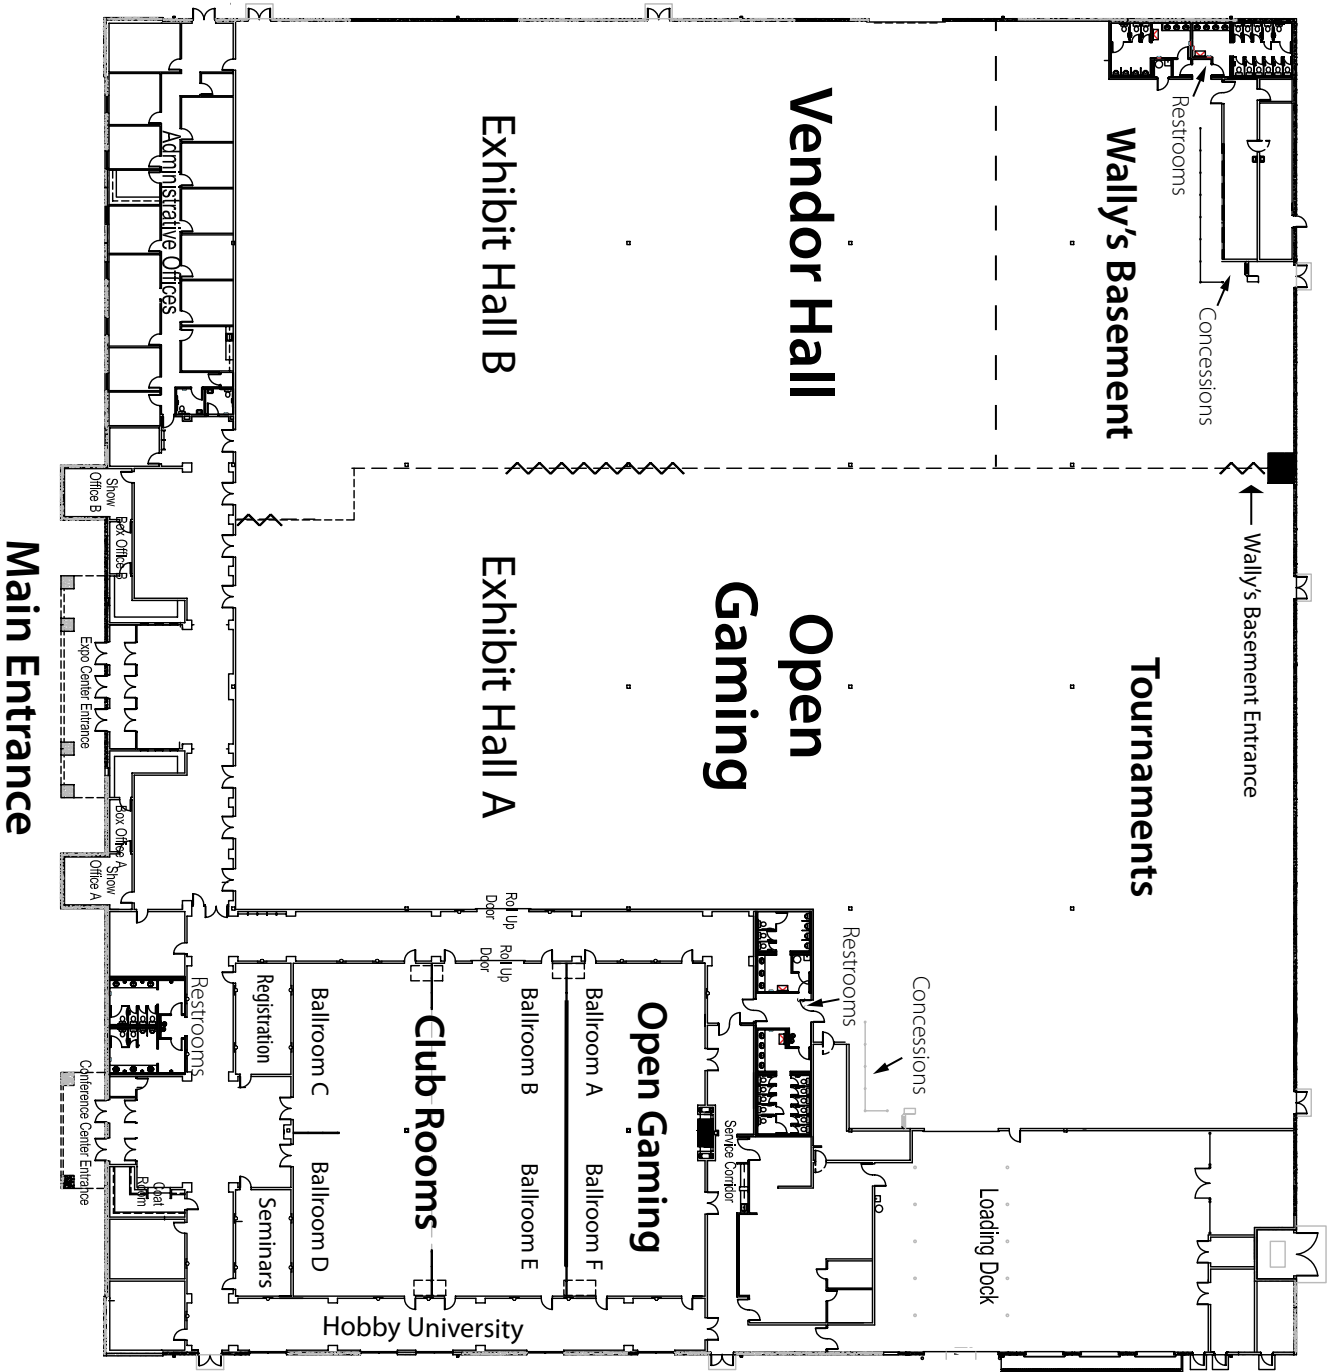 Restrooms
Concessions
Wally's Basement
Vendor Hall
Exhibit Hall B
Administrative Offices
Wally's Basement Entrance
Tournaments
Open
Gaming
Exhibit Hall A
Show
Office B
Box Office B
Expo Center Entrance
Main Entrance
Box Office A
Show
Office A
Roll Up
Door
Roll Up
Door
Restrooms
Concessions
Open Gaming
Ballroom A
Ballroom F
Ballroom B
Ballroom E
Club Rooms
Ballroom C
Ballroom D
Registration
Seminars
Restrooms
Conference Center Entrance
Coat
Room
Service Corridor
Loading Dock
Hobby University